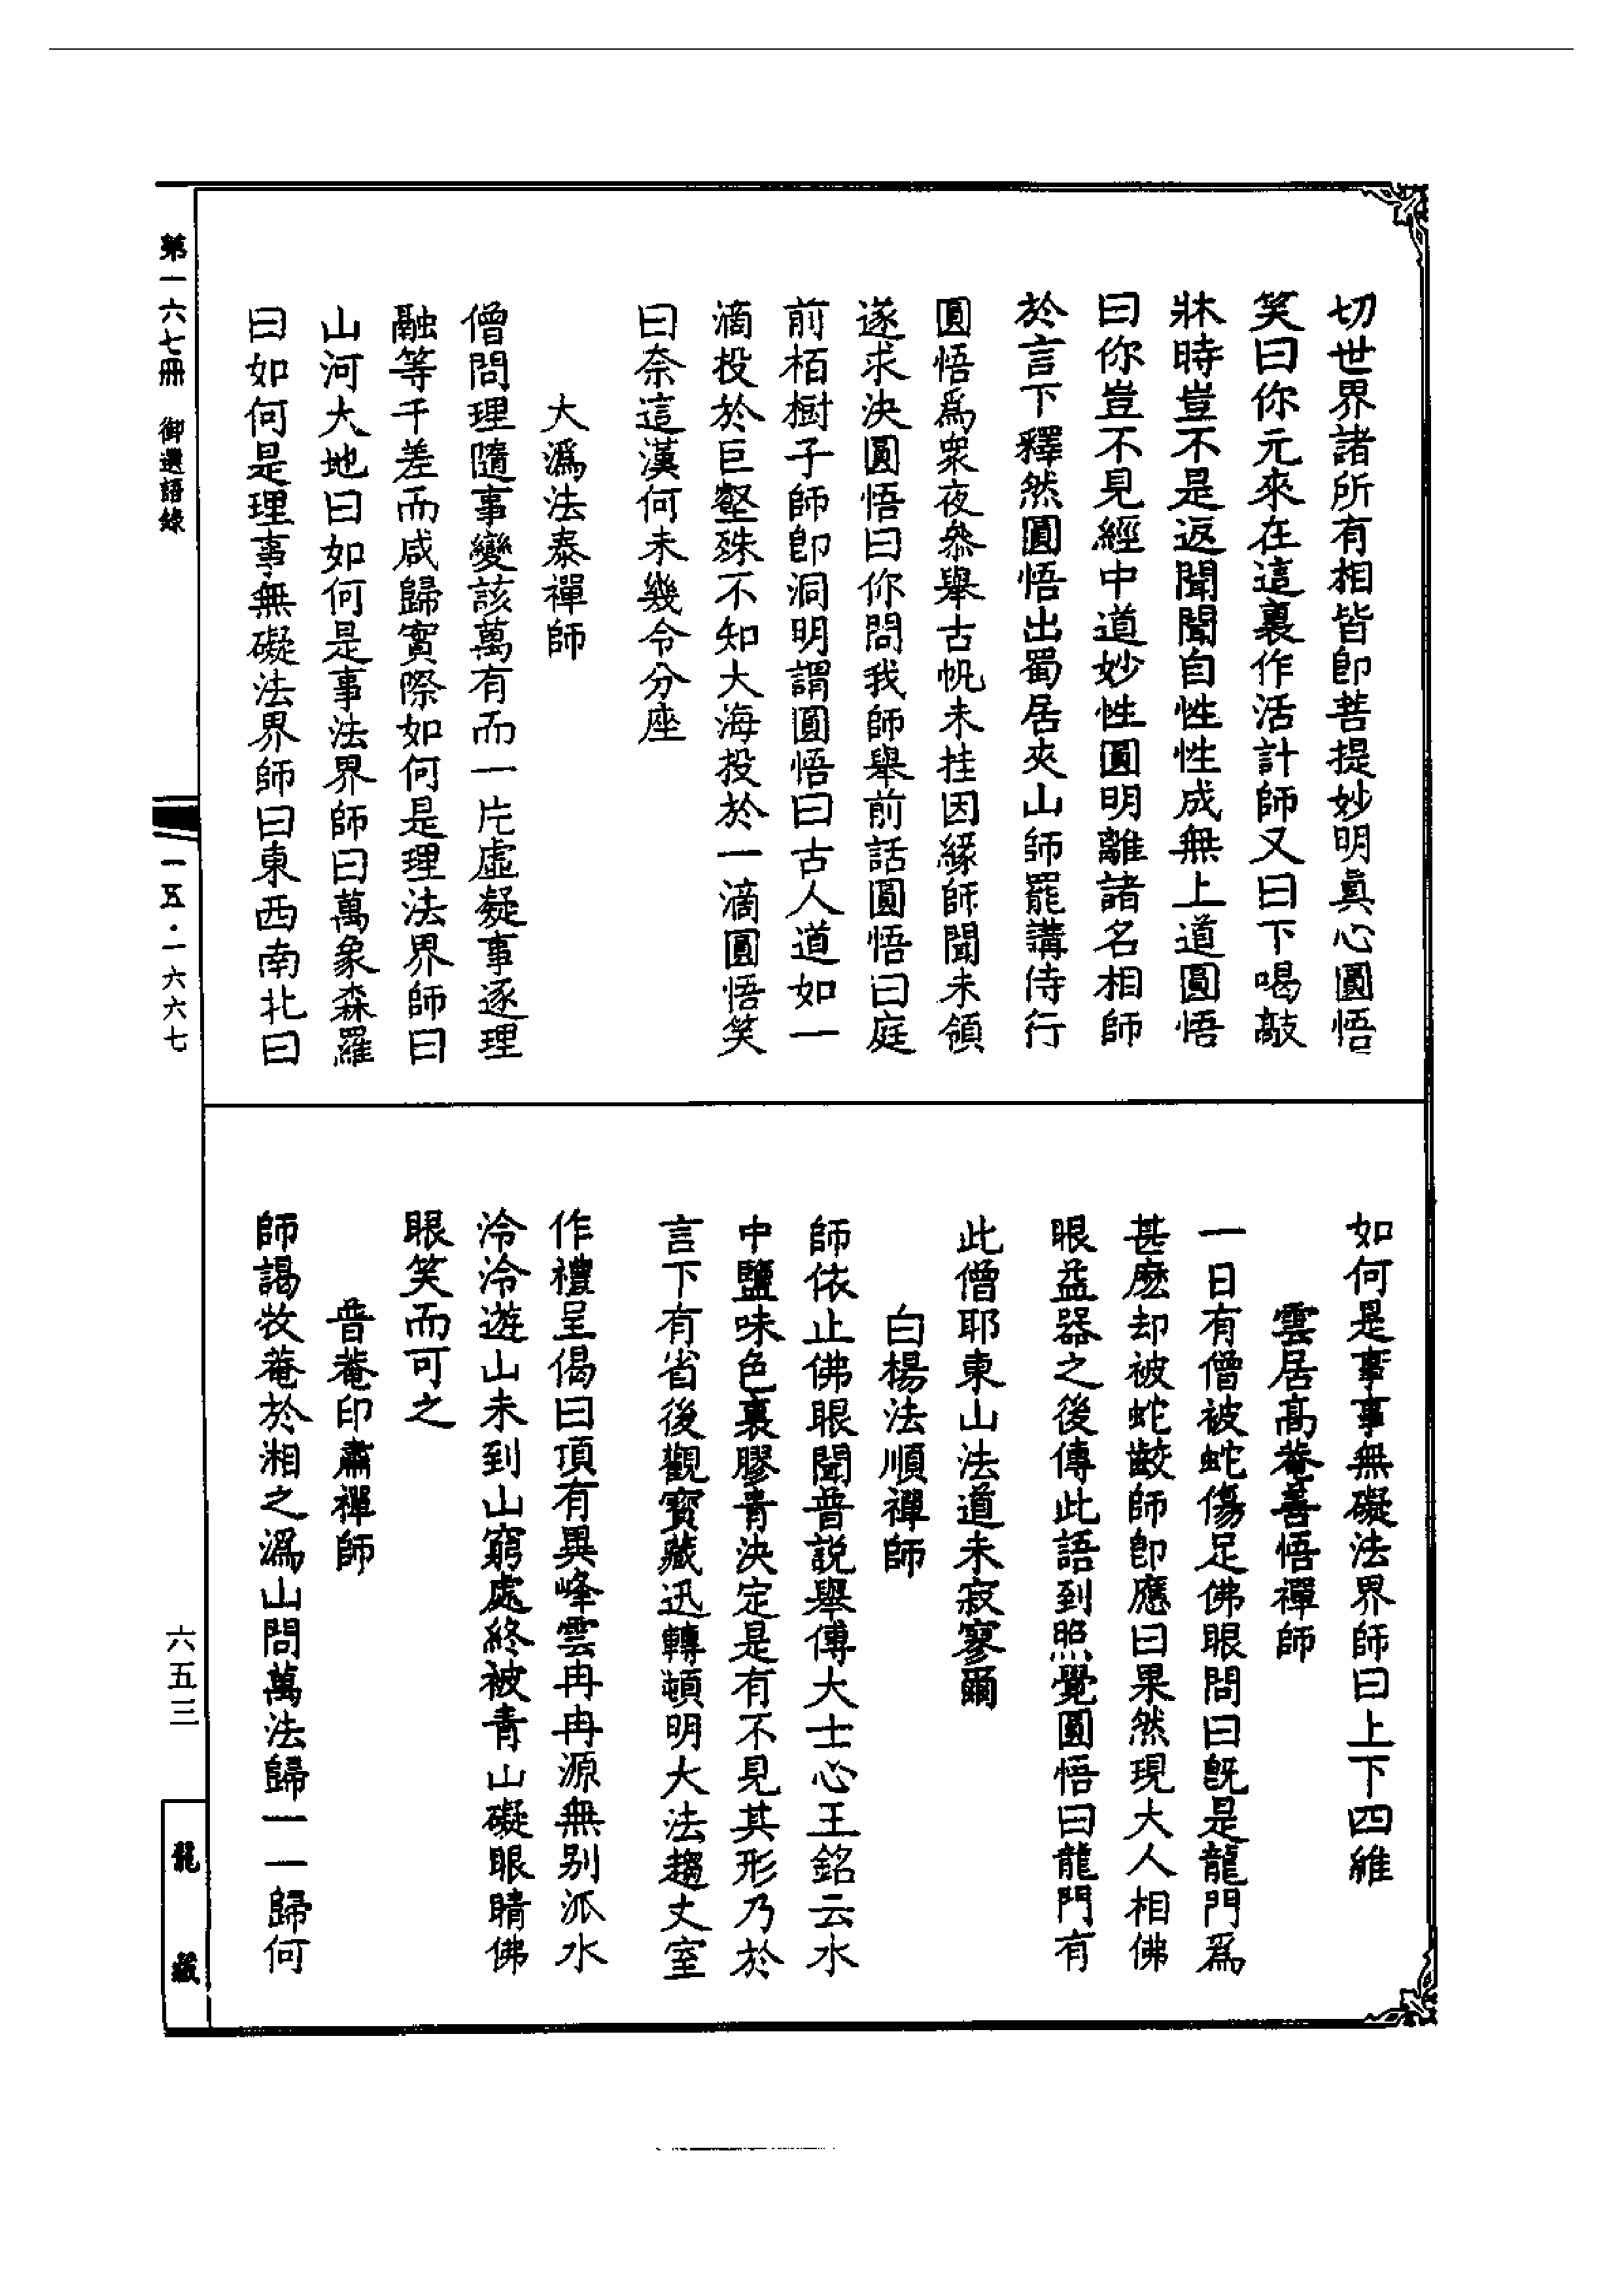 切世界諸所有相皆卽菩提妙明眞心圓悟
笑曰你元來在這裏作活計師又曰下喝敲
牀時豈不是返聞聞自性性成無上道圓悟
曰你豈不見經中道妙性圓明離諸名相師
於言下釋然圓悟出蜀居夾山師罷講侍行
圓悟爲衆夜叅舉古帆未挂因緣師聞未領
遂求決圓悟曰你問我師舉前話圓悟曰庭
前栢樹子師卽洞明謂圓悟曰古人道如一
滴投於巨壑殊不知大海投於一滴圓悟笑
曰奈這漢何未幾令分座
大潙法泰禪師
僧問理隨事變該萬有而一片虛凝事逐理
融等千差而咸歸實際如何是理法界師曰
山河大地曰如何是事法界師曰萬象森羅
曰如何是理事無礙法界師曰東西南北曰
如何是事事無礙法界師曰上下四維
雲居高菴善悟禪師
一日有僧被蛇傷足佛眼問曰旣是龍門爲
甚麽却被蛇齩師卽應曰果然現大人相佛
眼益器之後傳此語到照覺圓悟曰龍門有
此僧耶東山法道未寂寥爾
白楊法順禪師
師依止佛眼聞普說舉傅大士心王銘云水
中鹽味色裏膠青決定是有不見其形乃於
言下有省後觀寳藏迅轉頓明大法趨丈室
作禮呈偈曰頂有異峰雲冉冉源無别派水
泠泠遊山未到山窮處終被青山礙眼睛佛
眼笑而可之
普菴印肅禪師
師謁牧菴於湘之潙山問萬法歸一一歸何
第一六七冊 御選語錄
一五·一六六七
六五三
龍藏